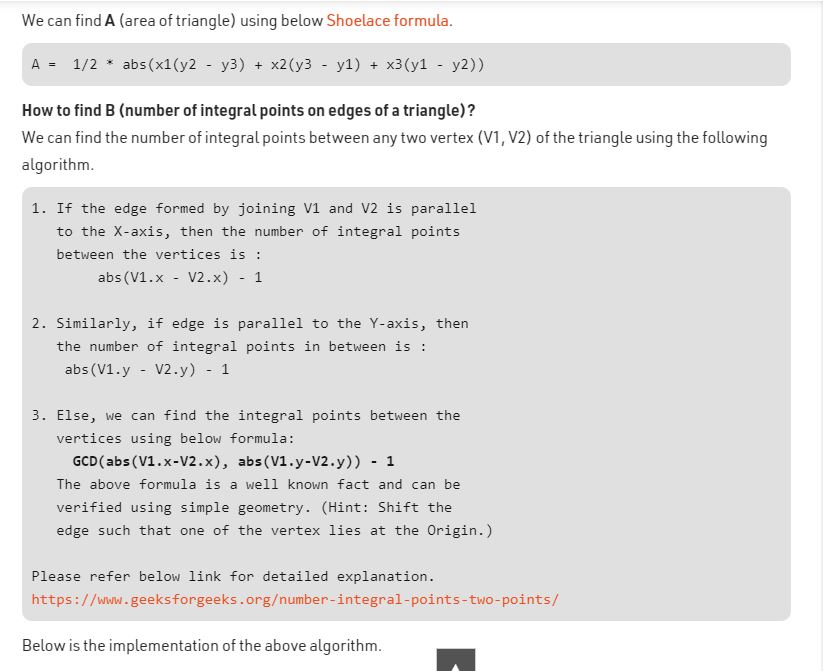 We can find A (area of triangle) using below Shoelace formula.
A =  1/2 * abs(x1(y2 - y3) + x2(y3 - y1) + x3(y1 - y2))
How to find B (number of integral points on edges of a triangle)?
We can find the number of integral points between any two vertex (V1, V2) of the triangle using the following
algorithm.
1. If the edge formed by joining V1 and V2 is parallel
to the X-axis, then the number of integral points
between the vertices is :
abs(V1.x - V2.x) - 1
2. Similarly, if edge is parallel to the Y-axis, then
the number of integral points in between is :
abs(V1.y - V2.y) - 1
3. Else, we can find the integral points between the
vertices using below formula:
GCD(abs(V1.x-V2.x), abs(V1.y-V2.y)) - 1
The above formula is a well known fact and can be
verified using simple geometry. (Hint: Shift the
edge such that one of the vertex lies at the Origin.)
Please refer below link for detailed explanation.
https://www.geeksforgeeks.org/number-integral-points-two-points/
Below is the implementation of the above algorithm.